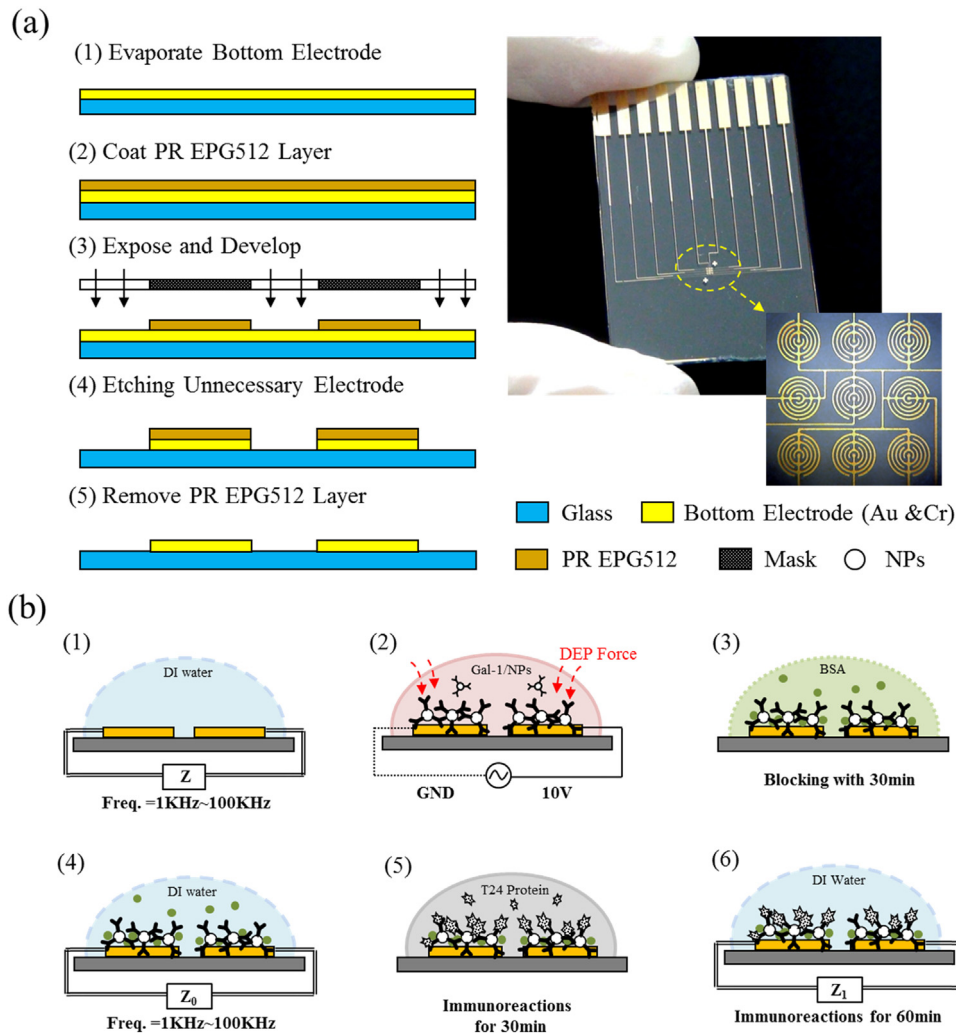 (a)
(1) Evaporate Bottom Electrode
(2) Coat PR EPG512 Layer
(3) Expose and Develop
(4) Etching Unnecessary Electrode
(5) Remove PR EPG512 Layer
Glass
Bottom Electrode (Au &Cr)
PR EPG512
Mask
NPs
(b)
(1)
DI water
Z
Freq. =1KHz~100KHz
(2)
Gal-1/NPs
DEP Force
GND
10V
(3)
BSA
Blocking with 30min
(4)
DI water
Z₀
Freq. =1KHz~100KHz
(5)
T24 Protein
Immunoreactions
for 30min
(6)
DI Water
Z₁
Immunoreactions for 60min